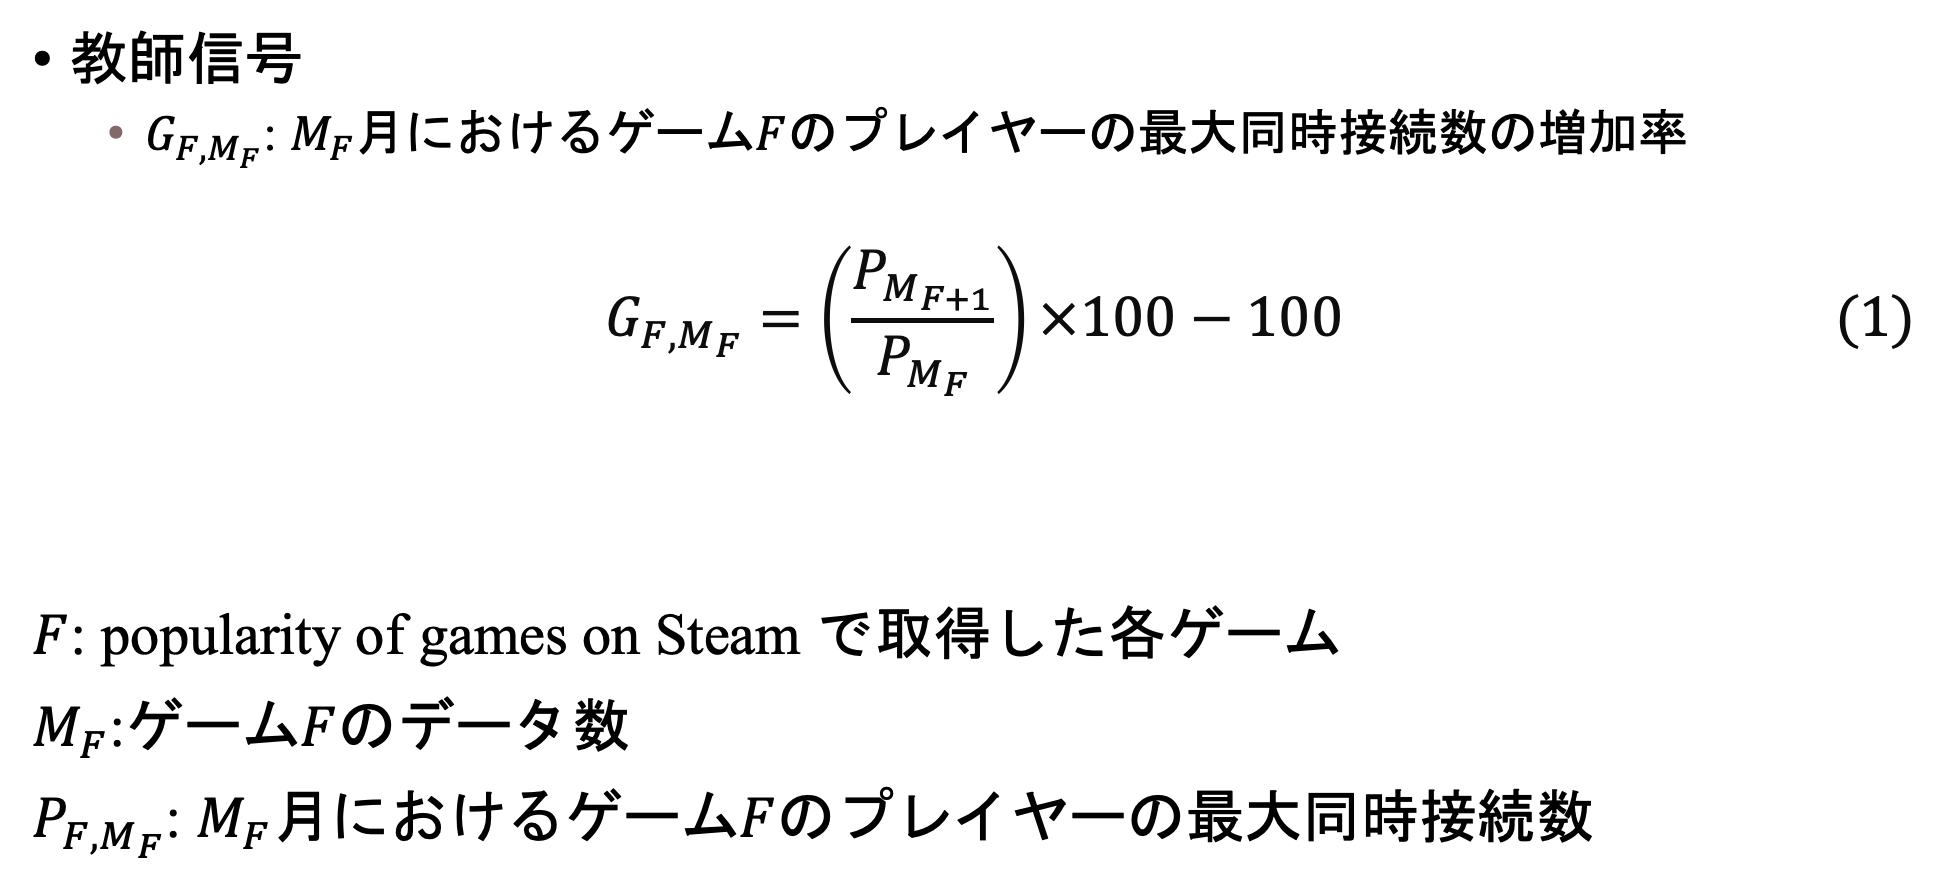 • 教師信号
• G_{F,M_F}: M_F月におけるゲームFのプレイヤーの最大同時接続数の増加率
G_{F,M_F} = (P_{M_{F+1}} / P_{M_F}) ×100 − 100 (1)
F: popularity of games on Steam で取得した各ゲーム
M_F:ゲームFのデータ数
P_{F,M_F}: M_F月におけるゲームFのプレイヤーの最大同時接続数